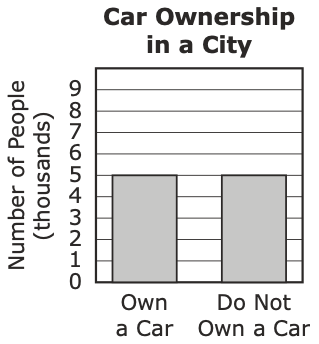 Car Ownership
in a City
Number of People
(thousands)
9
8
7
6
5
4
3
2
1
0
Own
a Car
Do Not
Own a Car